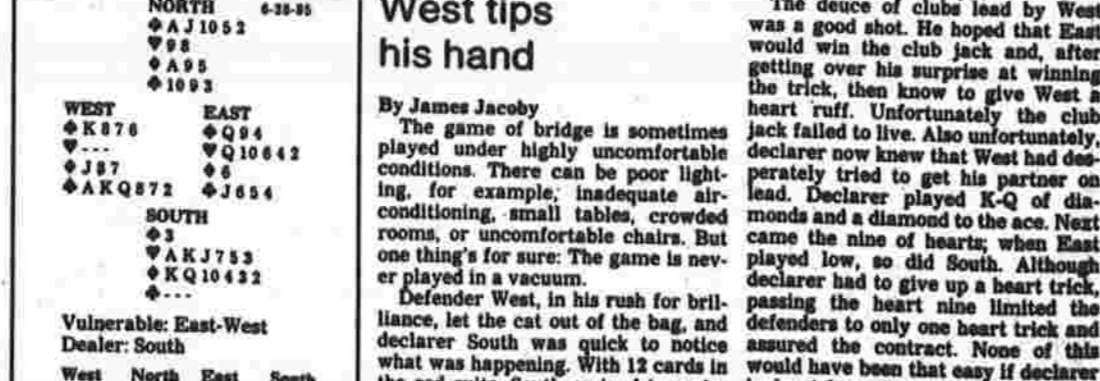 NORTH 6-28-85
♠ A J 10 5 2
♥ 9 8
♦ A 9 5
♣ 10 9 3
WEST EAST
♠ K 8 7 6 ♠ Q 9 4
♥ - - - ♥ Q 10 6 4 2
♦ J 8 7 ♦ 6
♣ A K Q 8 7 2 ♣ J 6 5 4
SOUTH
♠ 3
♥ A K J 7 5 3
♦ K Q 10 4 3 2
♣ - - -
Vulnerable: East-West
Dealer: South
West North East South
West tips
his hand
By James Jacoby
The game of bridge is sometimes
played under highly uncomfortable
conditions. There can be poor light-
ing, for example; inadequate air-
conditioning, small tables, crowded
rooms, or uncomfortable chairs. But
one thing's for sure: The game is nev-
er played in a vacuum.
Defender West, in his rush for bril-
liance, let the cat out of the bag, and
declarer South was quick to notice
what was happening. With 12 cards in
The deuce of clubs lead by West
was a good shot. He hoped that East
would win the club jack and, after
getting over his surprise at winning
the trick, then know to give West a
heart ruff. Unfortunately the club
jack failed to live. Also unfortunately,
declarer now knew that West had des-
perately tried to get his partner on
lead. Declarer played K-Q of dia-
monds and a diamond to the ace. Next
came the nine of hearts; when East
played low, so did South. Although
declarer had to give up a heart trick,
passing the heart nine limited the
defenders to only one heart trick and
assured the contract. None of this
would have been that easy if declarer